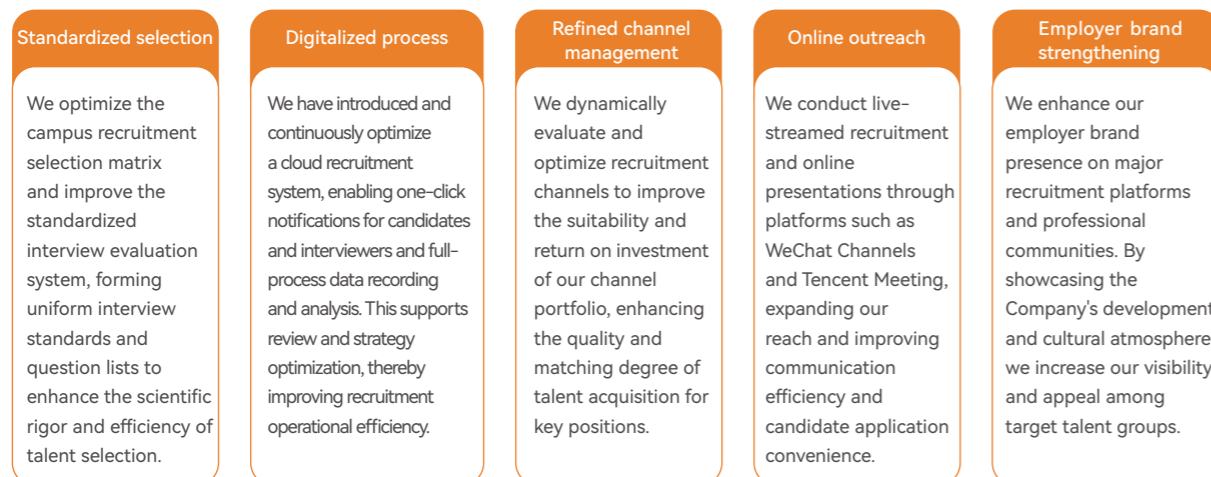 Standardized selection
We optimize the
campus recruitment
selection matrix
and improve the
standardized
interview evaluation
system, forming
uniform interview
standards and
question lists to
enhance the scientific
rigor and efficiency of
talent selection.
Digitalized process
We have introduced and
continuously optimize
a cloud recruitment
system, enabling one-click
notifications for candidates
and interviewers and full-
process data recording
and analysis. This supports
review and strategy
optimization, thereby
improving recruitment
operational efficiency.
Refined channel
management
We dynamically
evaluate and
optimize recruitment
channels to improve
the suitability and
return on investment
of our channel
portfolio, enhancing
the quality and
matching degree of
talent acquisition for
key positions.
Online outreach
We conduct live-
streamed recruitment
and online
presentations through
platforms such as
WeChat Channels
and Tencent Meeting,
expanding our
reach and improving
communication
efficiency and
candidate application
convenience.
Employer brand
strengthening
We enhance our
employer brand
presence on major
recruitment platforms
and professional
communities. By
showcasing the
Company's development
and cultural atmosphere
we increase our visibility
and appeal among
target talent groups.